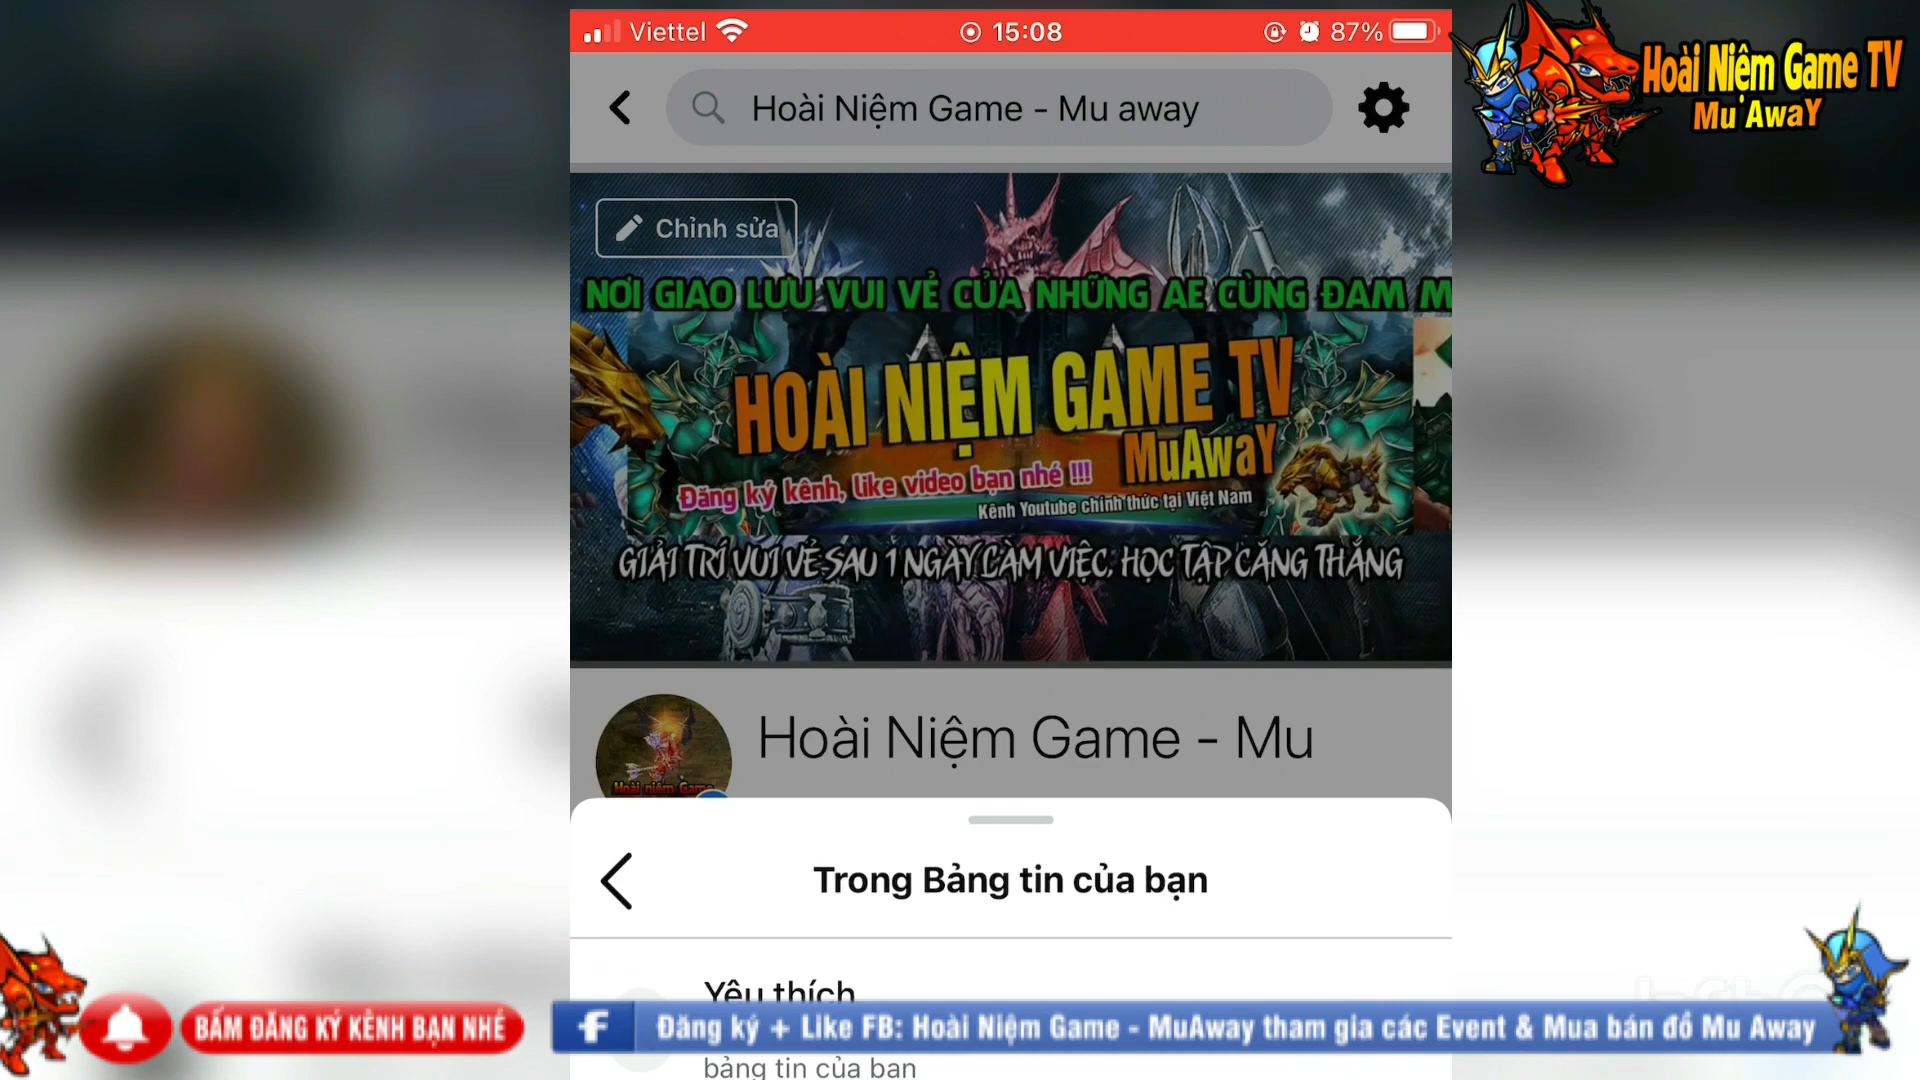 Viettel 15:08 87%
Hoài Niệm Game - Mu away
Hoài Niệm Game TV
Mu AwaY
Chỉnh sửa
NƠI GIAO LƯU VUI VẺ CỦA NHỮNG AE CÙNG ĐAM M
HOÀI NIỆM GAME TV
MuAwaY
Đăng ký kênh, like video bạn nhé !!!
Kênh Youtube chính thức tại Việt Nam
GIẢI TRÍ VUI VẺ SAU 1 NGÀY LÀM VIỆC, HỌC TẬP CĂNG THẲNG
Hoài Niệm Game - Mu
Hoài niệm Game
Trong Bảng tin của bạn
Yêu thích
BẤM ĐĂNG KÝ KÊNH BẠN NHÉ
f Đăng ký + Like FB: Hoài Niệm Game - MuAway tham gia các Event & Mua bán đồ Mu Away
bảng tin của bạn